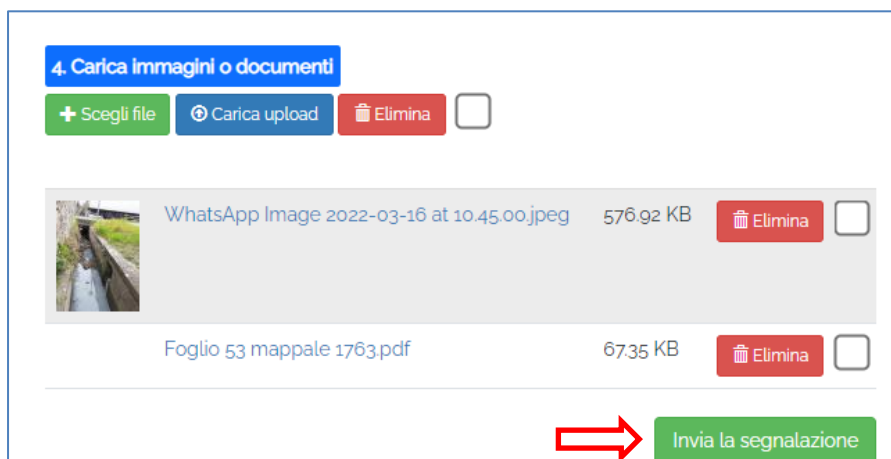 4. Carica immagini o documenti
Scegli file Carica upload Elimina
WhatsApp Image 2022-03-16 at 10.45.00.jpeg 576.92 KB Elimina
Foglio 53 mappale 1763.pdf 67.35 KB Elimina
Invia la segnalazione